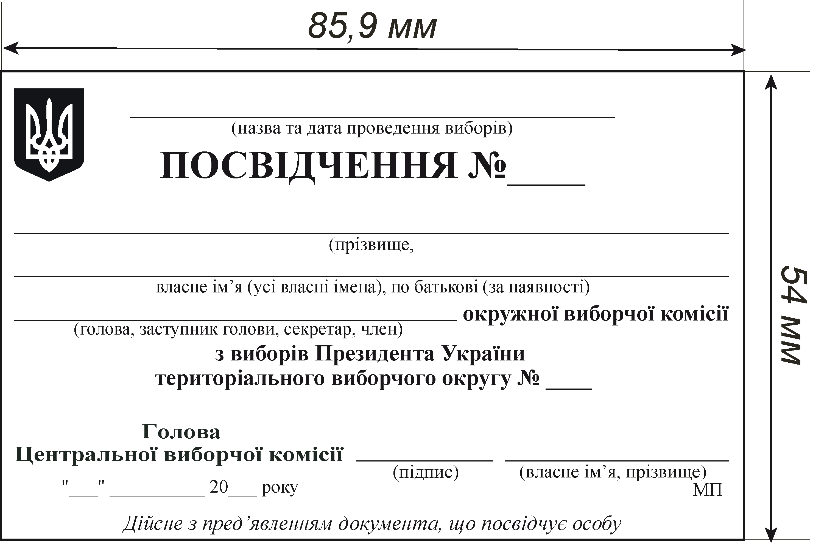 85,9 мм
(назва та дата проведення виборів)
ПОСВІДЧЕННЯ №____
(прізвище,
власне ім’я (усі власні імена), по батькові (за наявності)
окружної виборчої комісії
(голова, заступник голови, секретар, член)
з виборів Президента України
територіального виборчого округу № ____
Голова
Центральної виборчої комісії
(підпис) (власне ім’я, прізвище)
"___" __________ 20___ року
МП
Дійсне з пред’явленням документа, що посвідчує особу
54 мм